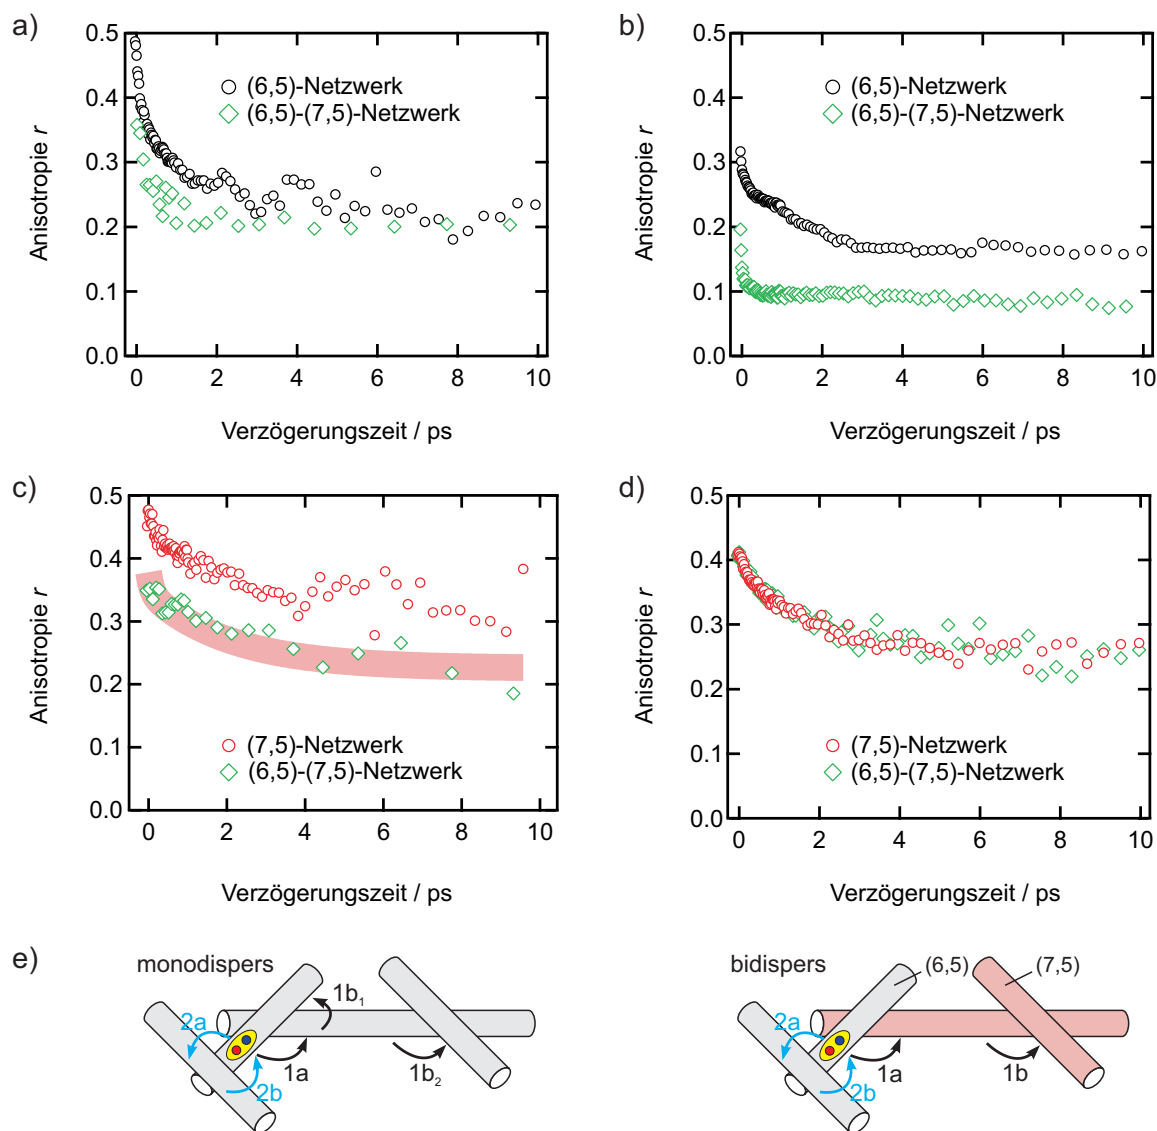 a)
0.5
0.4
0.3
0.2
0.1
0.0
Anisotropie r
(6,5)-Netzwerk
(6,5)-(7,5)-Netzwerk
0 2 4 6 8 10
Verzögerungszeit / ps
b)
0.5
0.4
0.3
0.2
0.1
0.0
Anisotropie r
(6,5)-Netzwerk
(6,5)-(7,5)-Netzwerk
0 2 4 6 8 10
Verzögerungszeit / ps
c)
0.5
0.4
0.3
0.2
0.1
0.0
Anisotropie r
(7,5)-Netzwerk
(6,5)-(7,5)-Netzwerk
0 2 4 6 8 10
Verzögerungszeit / ps
d)
0.5
0.4
0.3
0.2
0.1
0.0
Anisotropie r
(7,5)-Netzwerk
(6,5)-(7,5)-Netzwerk
0 2 4 6 8 10
Verzögerungszeit / ps
e)
monodispers
1b₁
2a
1a
1b₂
2b
bidispers
(6,5)
(7,5)
2a
1a
1b
2b